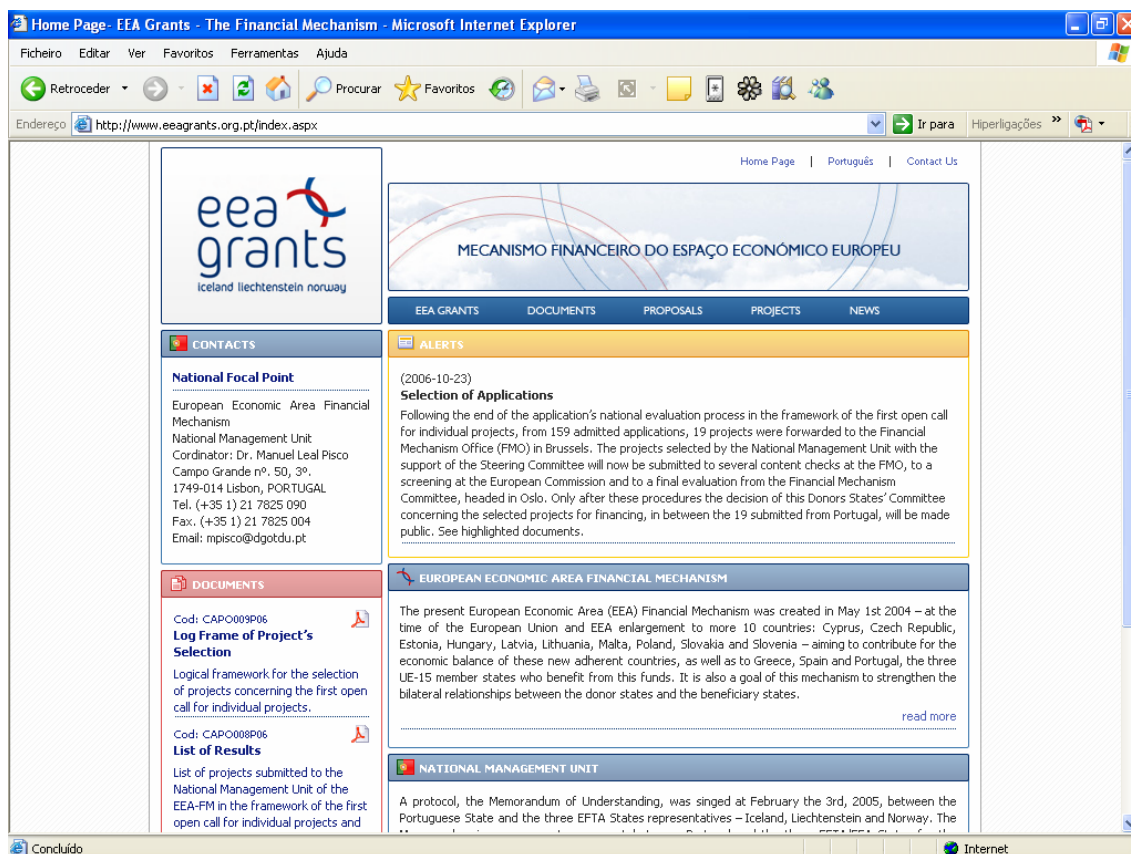 Home Page- EEA Grants - The Financial Mechanism - Microsoft Internet Explorer
Ficheiro Editar Ver Favoritos Ferramentas Ajuda
Retroceder Procurar Favoritos
Endereço http://www.eeagrants.org.pt/index.aspx Ir para Hiperligações »
Home Page | Português | Contact Us
eea
grants
iceland liechtenstein norway
MECANISMO FINANCEIRO DO ESPAÇO ECONÓMICO EUROPEU
EEA GRANTS DOCUMENTS PROPOSALS PROJECTS NEWS
CONTACTS
National Focal Point
European Economic Area Financial
Mechanism
National Management Unit
Cordinator: Dr. Manuel Leal Pisco
Campo Grande nº. 50, 3º.
1749-014 Lisbon, PORTUGAL
Tel. (+35 1) 21 7825 090
Fax. (+35 1) 21 7825 004
Email: mpisco@dgotdu.pt
DOCUMENTS
Cod: CAPO009P06
Log Frame of Project's
Selection
Logical framework for the selection
of projects concerning the first open
call for individual projects.
Cod: CAPO008P06
List of Results
List of projects submitted to the
National Management Unit of the
EEA-FM in the framework of the first
open call for individual projects and
ALERTS
(2006-10-23)
Selection of Applications
Following the end of the application's national evaluation process in the framework of the first open call
for individual projects, from 159 admitted applications, 19 projects were forwarded to the Financial
Mechanism Office (FMO) in Brussels. The projects selected by the National Management Unit with the
support of the Steering Committee will now be submitted to several content checks at the FMO, to a
screening at the European Commission and to a final evaluation from the Financial Mechanism
Committee, headed in Oslo. Only after these procedures the decision of this Donors States' Committee
concerning the selected projects for financing, in between the 19 submitted from Portugal, will be made
public. See highlighted documents.
EUROPEAN ECONOMIC AREA FINANCIAL MECHANISM
The present European Economic Area (EEA) Financial Mechanism was created in May 1st 2004 – at the
time of the European Union and EEA enlargement to more 10 countries: Cyprus, Czech Republic,
Estonia, Hungary, Latvia, Lithuania, Malta, Poland, Slovakia and Slovenia – aiming to contribute for the
economic balance of these new adherent countries, as well as to Greece, Spain and Portugal, the three
UE-15 member states who benefit from this funds. It is also a goal of this mechanism to strengthen the
bilateral relationships between the donor states and the beneficiary states.
read more
NATIONAL MANAGEMENT UNIT
A protocol, the Memorandum of Understanding, was singed at February the 3rd, 2005, between the
Portuguese State and the three EFTA States representatives – Iceland, Liechtenstein and Norway. The
Concluído Internet